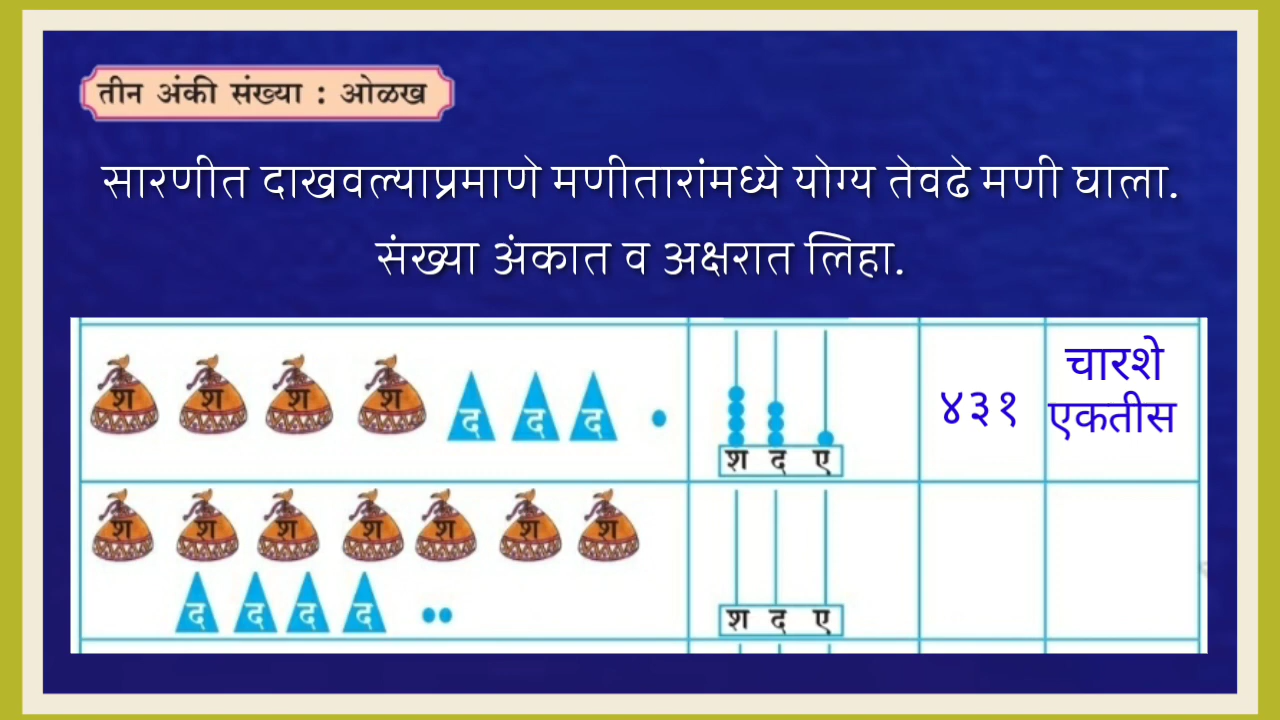 तीन अंकी संख्या : ओळख
सारणीत दाखवल्याप्रमाणे मणीतारांमध्ये योग्य तेवढे मणी घाला.
संख्या अंकात व अक्षरात लिहा.
श श श श द द द
श द ए
४३१
चारशे
एकतीस
श श श श श श श
द द द द
श द ए